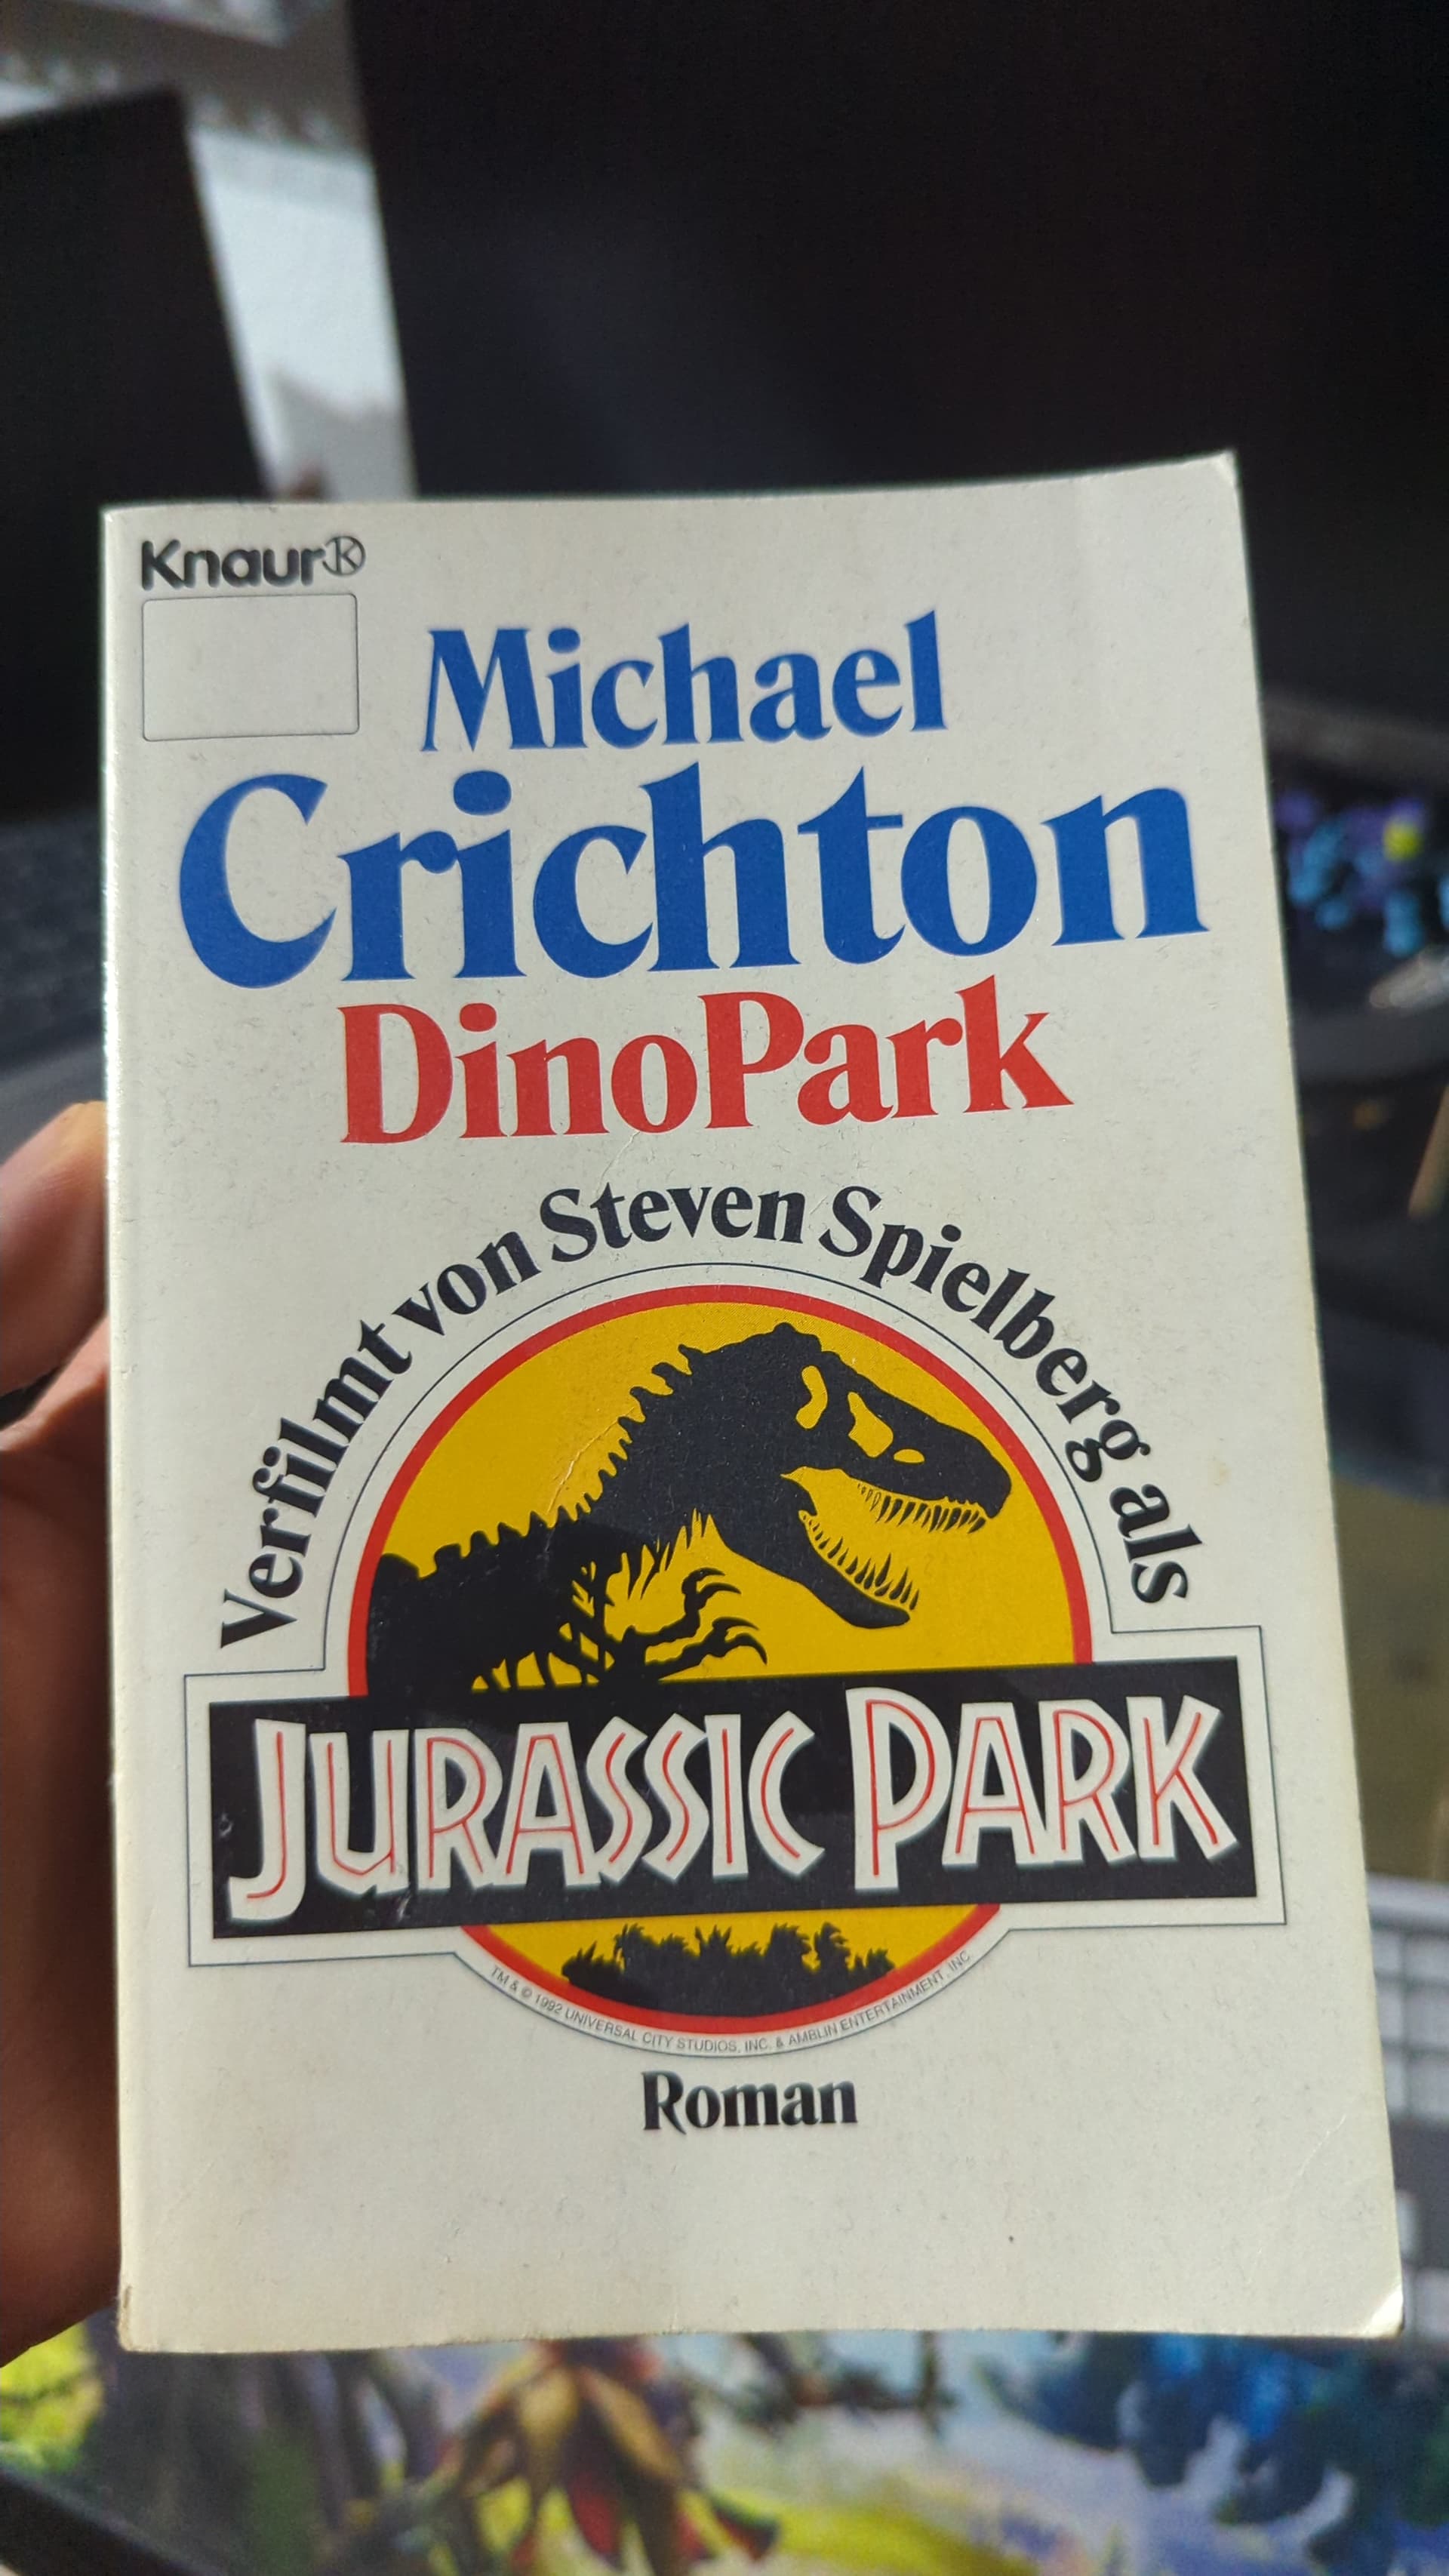 Knaur
Michael
Crichton
DinoPark
Verfilmt von Steven Spielberg als
JURASSIC PARK
TM & © 1992 UNIVERSAL CITY STUDIOS, INC. & AMBLIN ENTERTAINMENT, INC
Roman